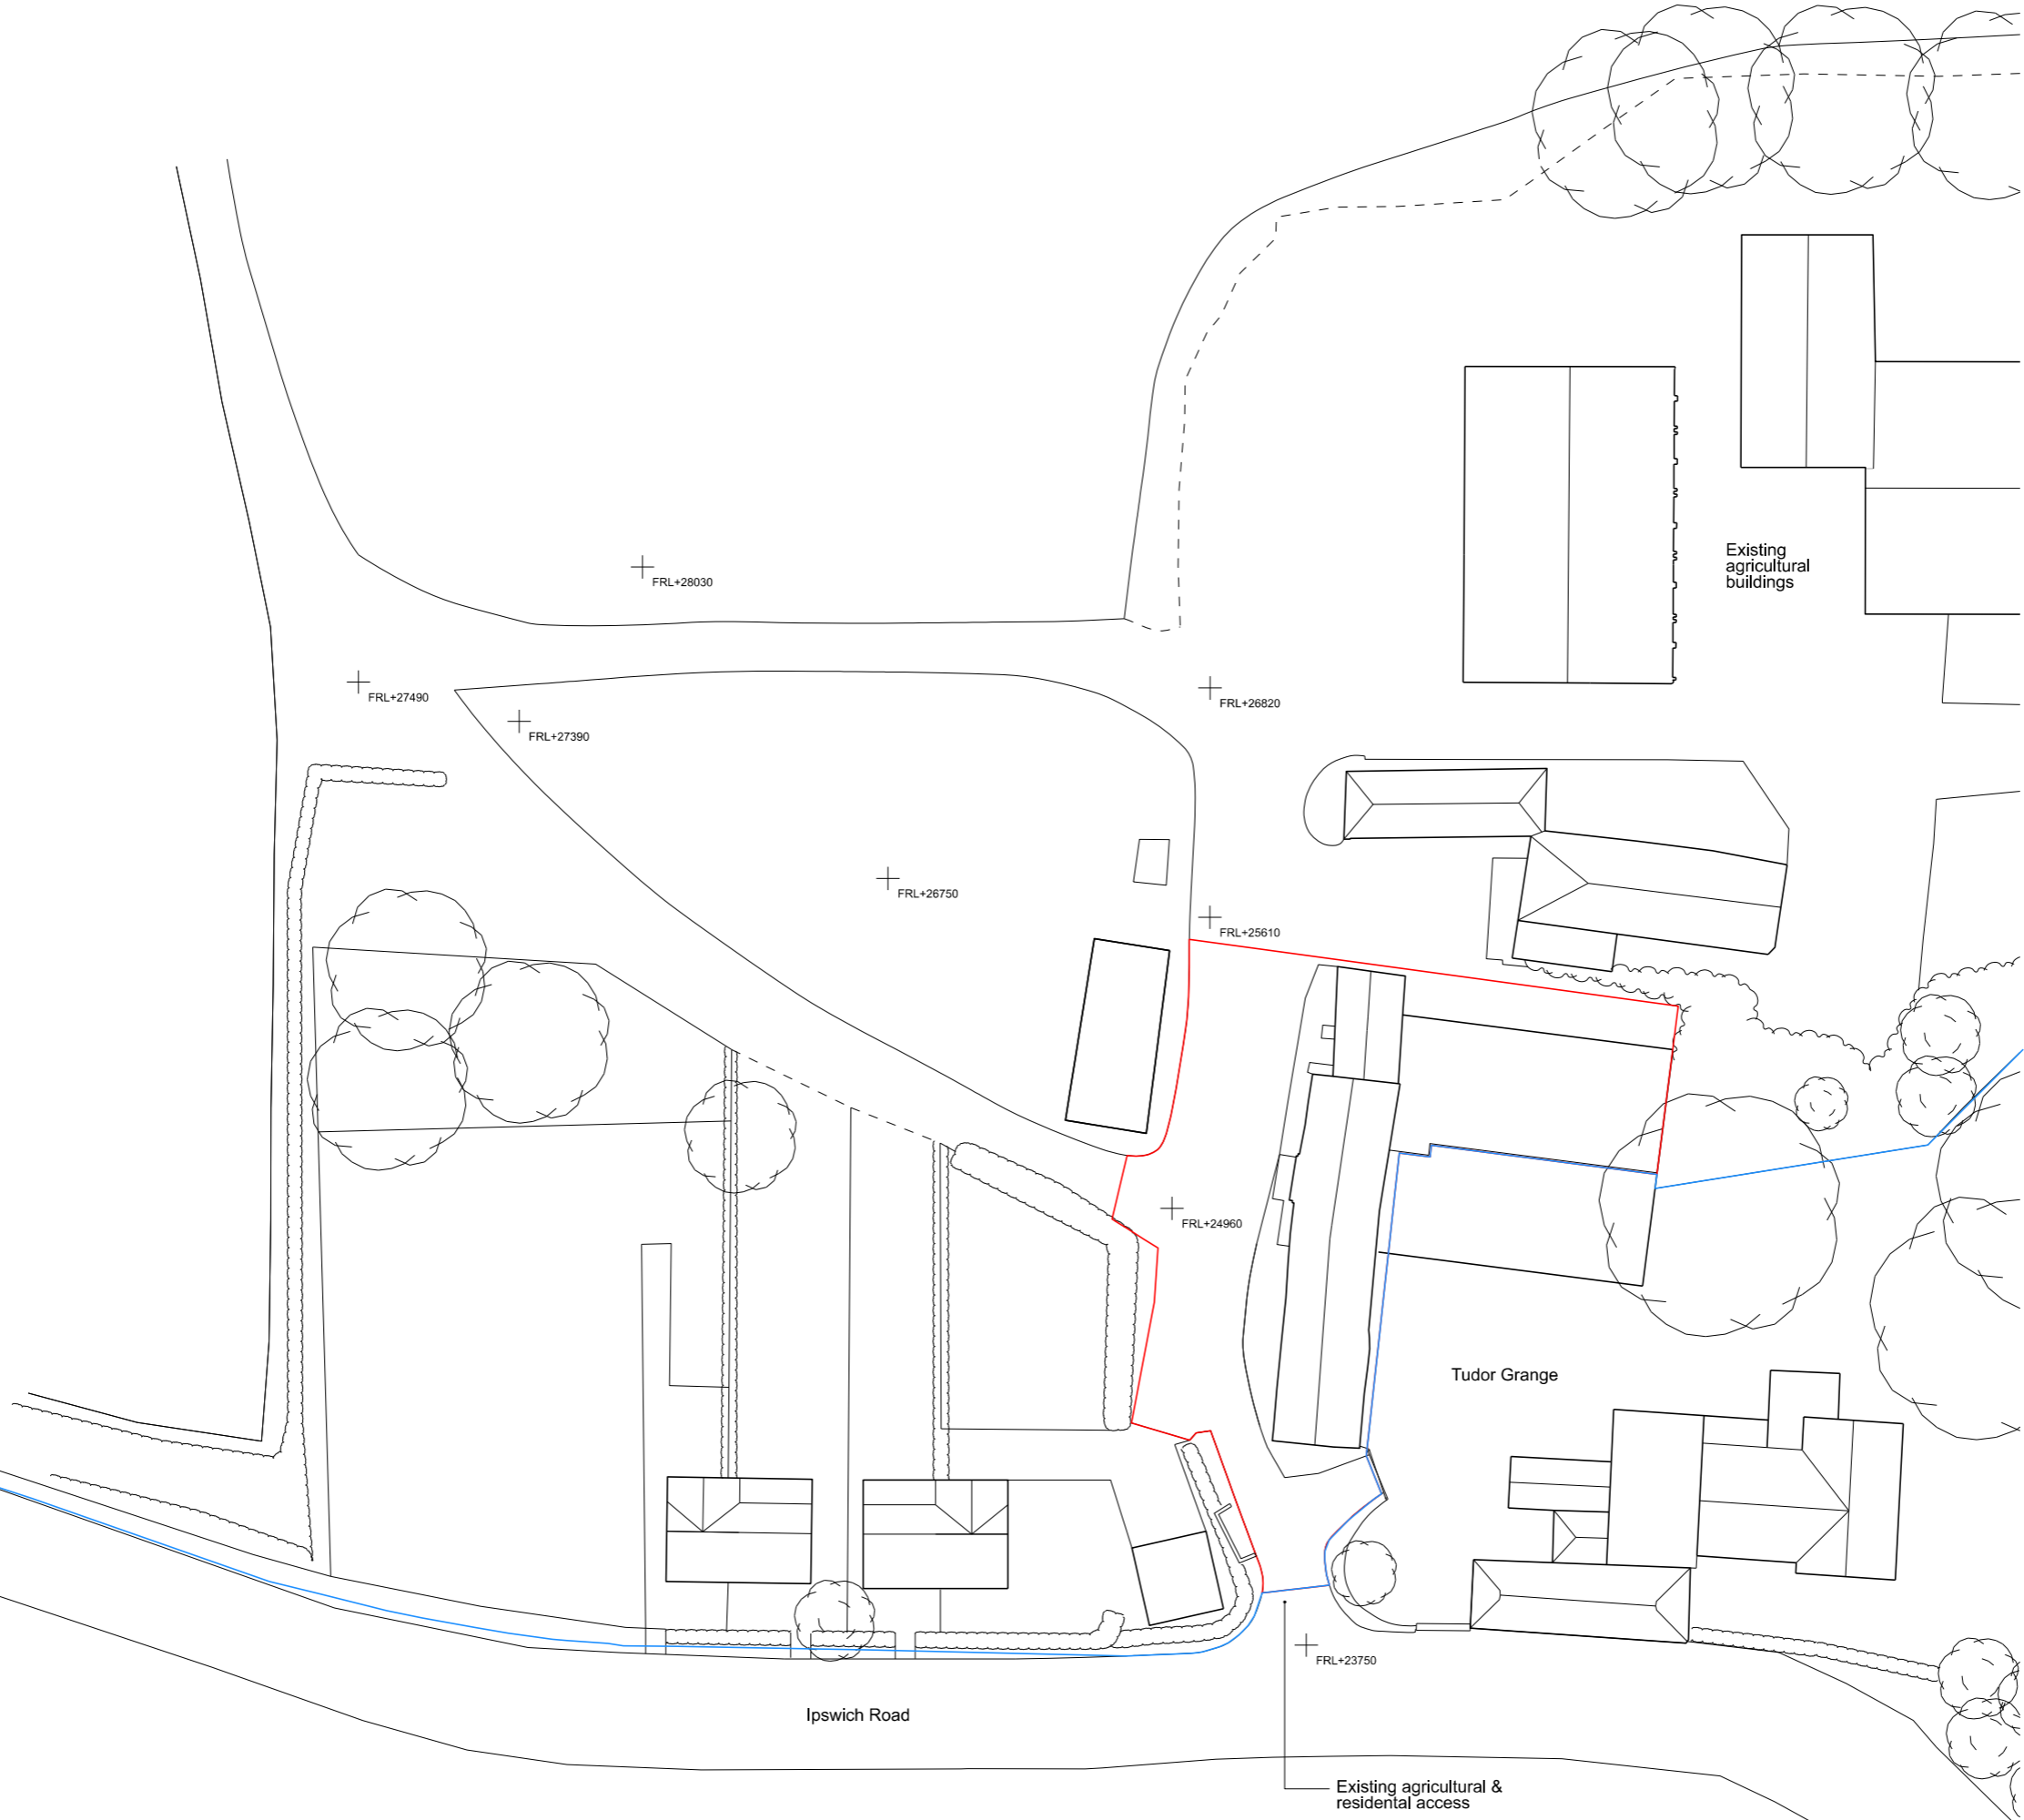 Existing
agricultural
buildings
FRL+28030
FRL+27490
FRL+26820
FRL+27390
FRL+26750
FRL+25610
FRL+24960
Tudor Grange
FRL+23750
Ipswich Road
Existing agricultural &
residental access